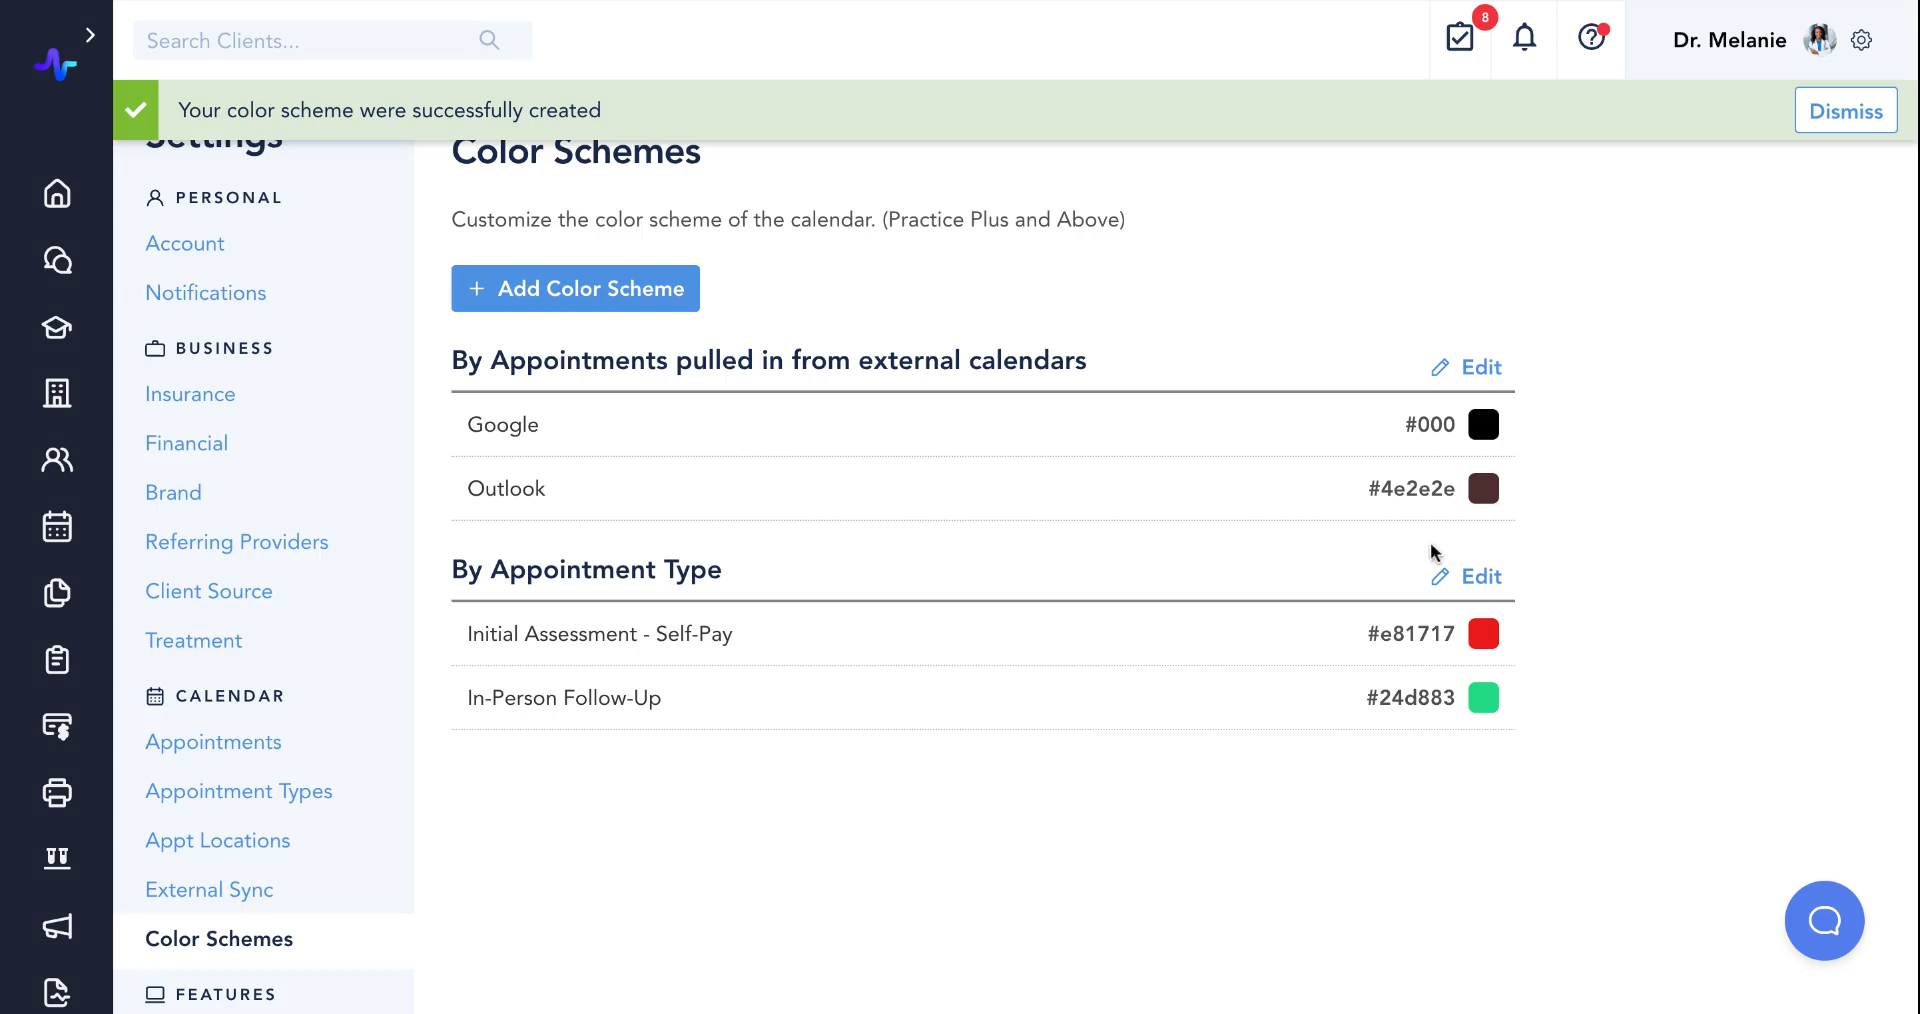 Search Clients...
8
Dr. Melanie
Your color scheme were successfully created
Dismiss
Settings
PERSONAL
Account
Notifications
BUSINESS
Insurance
Financial
Brand
Referring Providers
Client Source
Treatment
CALENDAR
Appointments
Appointment Types
Appt Locations
External Sync
Color Schemes
FEATURES
Color Schemes
Customize the color scheme of the calendar. (Practice Plus and Above)
+ Add Color Scheme
By Appointments pulled in from external calendars
Edit
Google #000
Outlook #4e2e2e
By Appointment Type
Edit
Initial Assessment - Self-Pay #e81717
In-Person Follow-Up #24d883